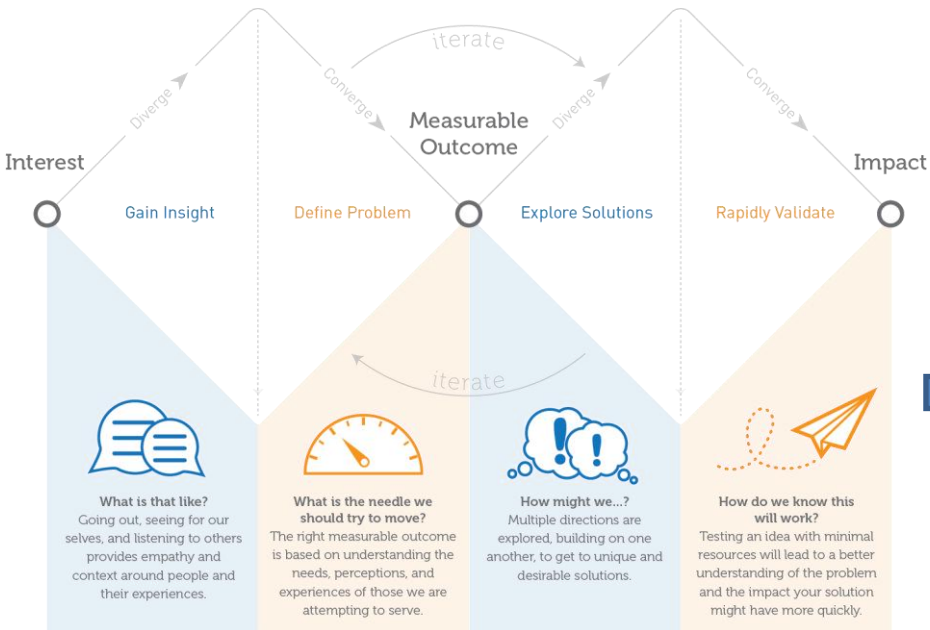 iterate
Diverge
Converge
Diverge
Converge
Measurable
Outcome
Interest
Impact
Gain Insight
Define Problem
Explore Solutions
Rapidly Validate
iterate
What is that like?
Going out, seeing for our
selves, and listening to others
provides empathy and
context around people and
their experiences.
What is the needle we
should try to move?
The right measurable outcome
is based on understanding the
needs, perceptions, and
experiences of those we are
attempting to serve.
How might we...?
Multiple directions are
explored, building on one
another, to get to unique and
desirable solutions.
How do we know this
will work?
Testing an idea with minimal
resources will lead to a better
understanding of the problem
and the impact your solution
might have more quickly.